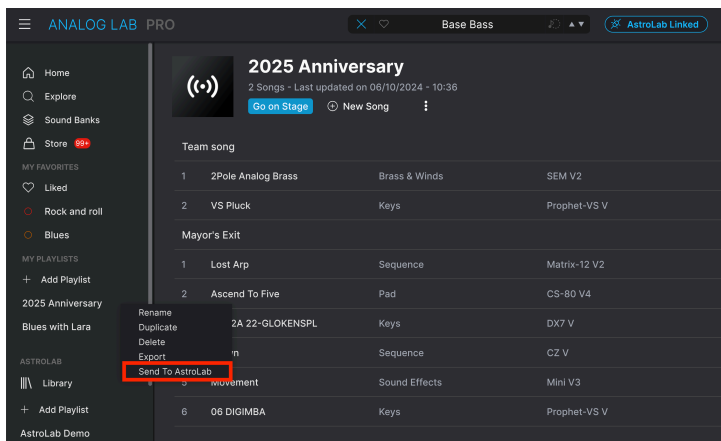 ANALOG LAB PRO
Base Bass
AstroLab Linked
Home
Explore
Sound Banks
Store 99+
MY FAVORITES
Liked
Rock and roll
Blues
MY PLAYLISTS
+ Add Playlist
2025 Anniversary
Blues with Lara
ASTROLAB
Library
+ Add Playlist
AstroLab Demo
2025 Anniversary
2 Songs - Last updated on 06/10/2024 - 10:36
Go on Stage
New Song
Team song
1 2Pole Analog Brass Brass & Winds SEM V2
2 VS Pluck Keys Prophet-VS V
Mayor's Exit
1 Lost Arp Sequence Matrix-12 V2
2 Ascend To Five Pad CS-80 V4
2A 22-GLOKENSPL Keys DX7 V
Sequence CZ V
5 Movement Sound Effects Mini V3
6 06 DIGIMBA Keys Prophet-VS V
Rename
Duplicate
Delete
Export
Send To AstroLab